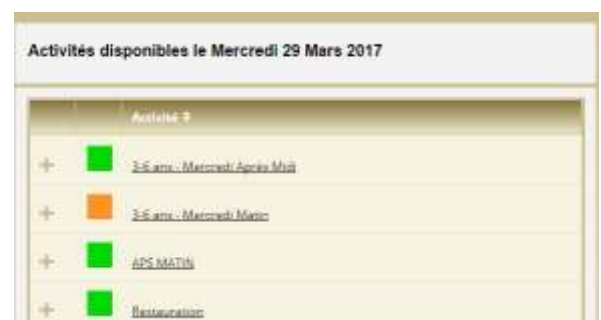 Activités disponibles le Mercredi 29 Mars 2017
Activité
3-6 ans - Mercredi Après Midi
3-6 ans - Mercredi Matin
APS MATIN
Restauration